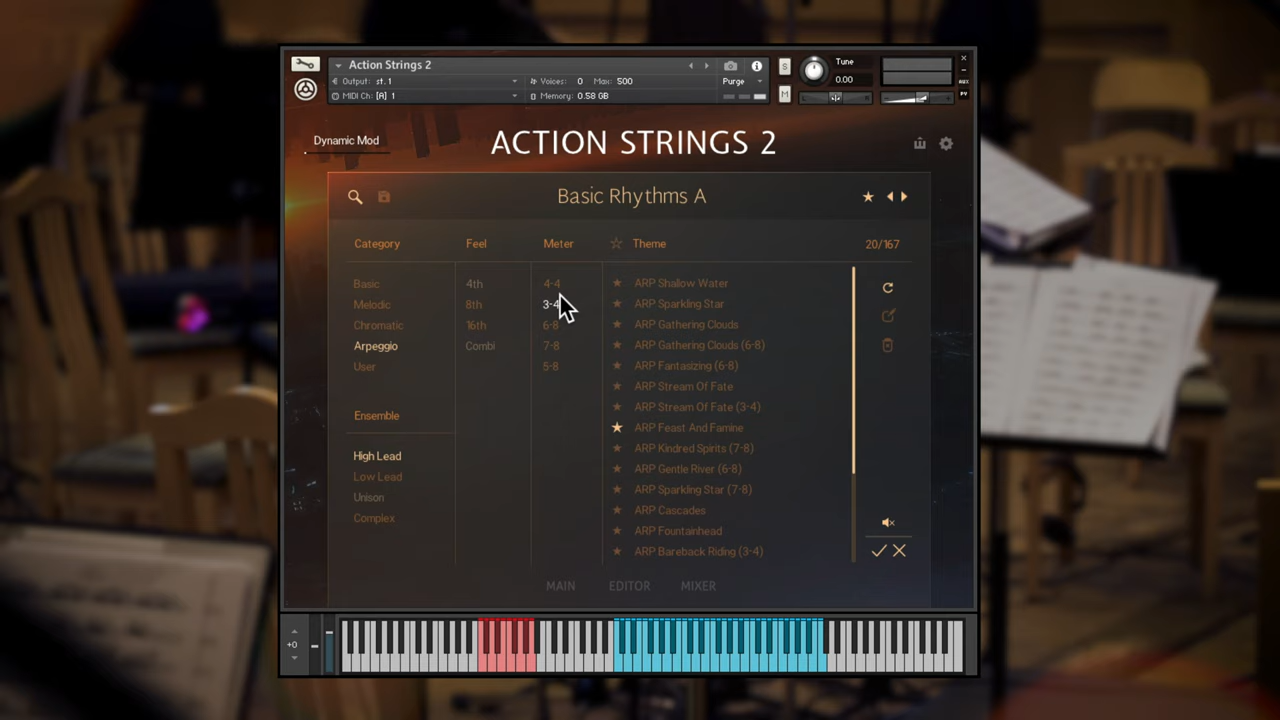 Action Strings 2
Output: st.1
Voices: 0 Max: 500
Purge
MIDI Ch: [A] 1
Memory: 0.58 GB
S
M
Tune
0.00
AUX
PV
Dynamic Mod
ACTION STRINGS 2
Basic Rhythms A
Category
Feel
Meter
Theme
20/167
Basic
Melodic
Chromatic
Arpeggio
User
Ensemble
High Lead
Low Lead
Unison
Complex
4th
8th
16th
Combi
4-4
3-4
6-8
7-8
5-8
ARP Shallow Water
ARP Sparkling Star
ARP Gathering Clouds
ARP Gathering Clouds (6-8)
ARP Fantasizing (6-8)
ARP Stream Of Fate
ARP Stream Of Fate (3-4)
ARP Feast And Famine
ARP Kindred Spirits (7-8)
ARP Gentle River (6-8)
ARP Sparkling Star (7-8)
ARP Cascades
ARP Fountainhead
ARP Bareback Riding (3-4)
MAIN
EDITOR
MIXER
+0